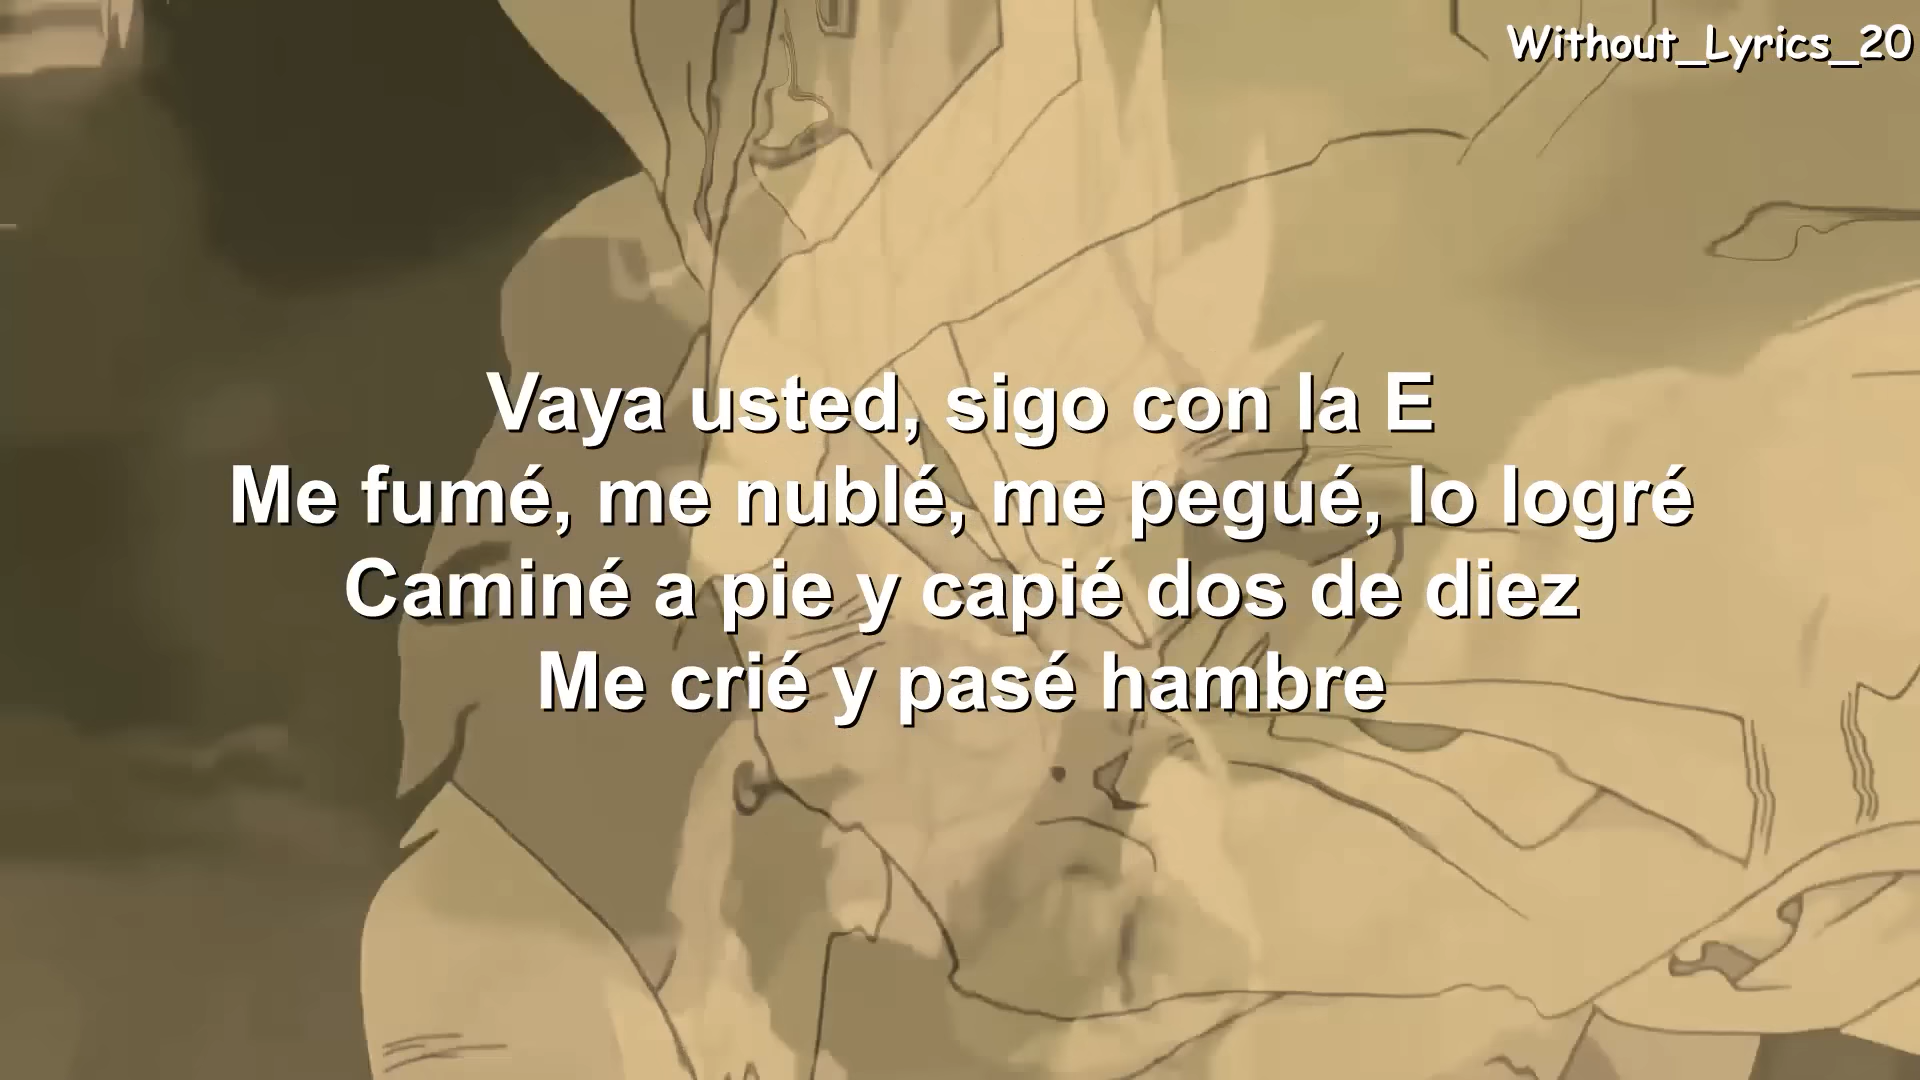 Without_Lyrics_20
Vaya usted, sigo con la E
Me fumé, me nublé, me pegué, lo logré
Caminé a pie y capié dos de diez
Me crié y pasé hambre